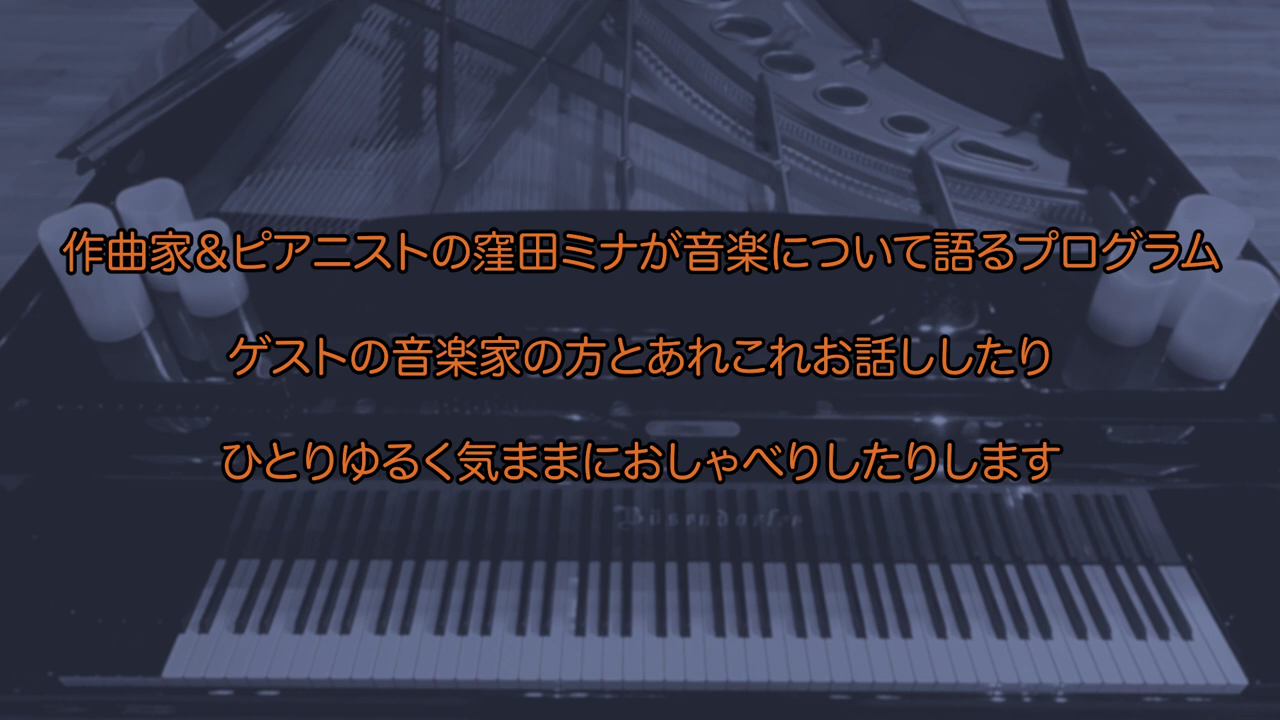 作曲家&ピアニストの窪田ミナが音楽について語るプログラム
ゲストの音楽家の方とあれこれお話ししたり
ひとりゆるく気ままにおしゃべりしたりします
Bösendorfer